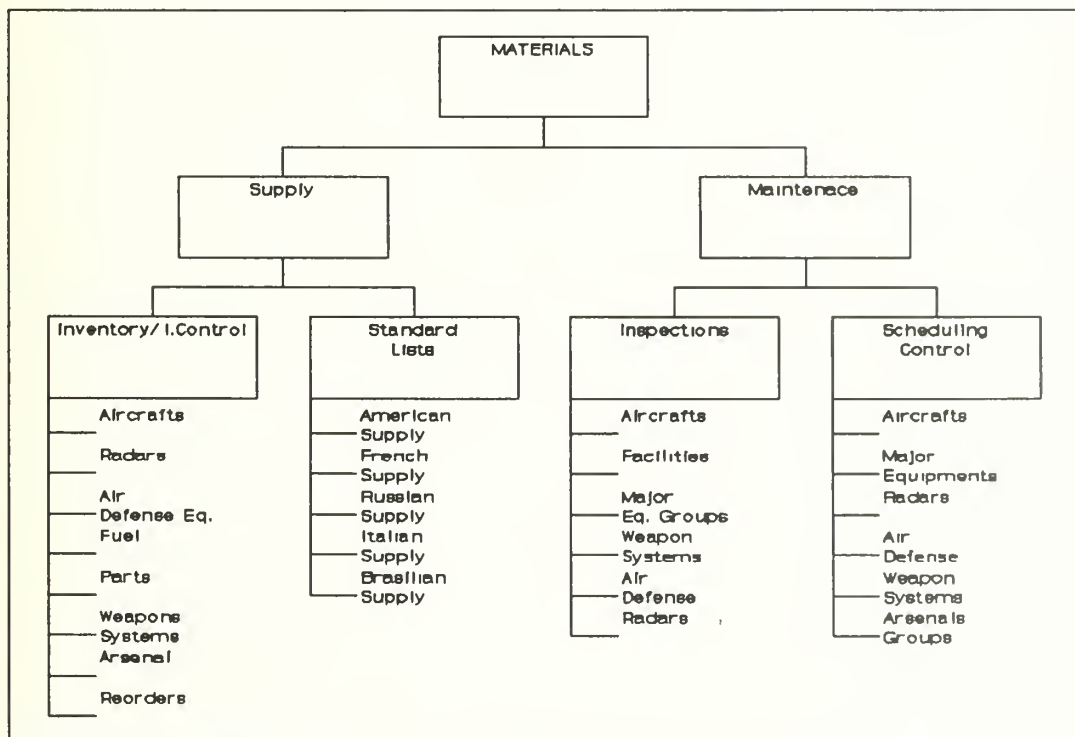 MATERIALS
Supply
Maintenace
Inventory/I.Control
Aircrafts
Radars
Air
Defense Eq.
Fuel
Parts
Weapons
Systems
Arsenal
Reorders
Standard
Lists
American
Supply
French
Supply
Russian
Supply
Italian
Supply
Brasilian
Supply
Inspections
Aircrafts
Facilities
Major
Eq. Groups
Weapon
Systems
Air
Defense
Radars
Scheduling
Control
Aircrafts
Major
Equipments
Radars
Air
Defense
Weapon
Systems
Arsenals
Groups